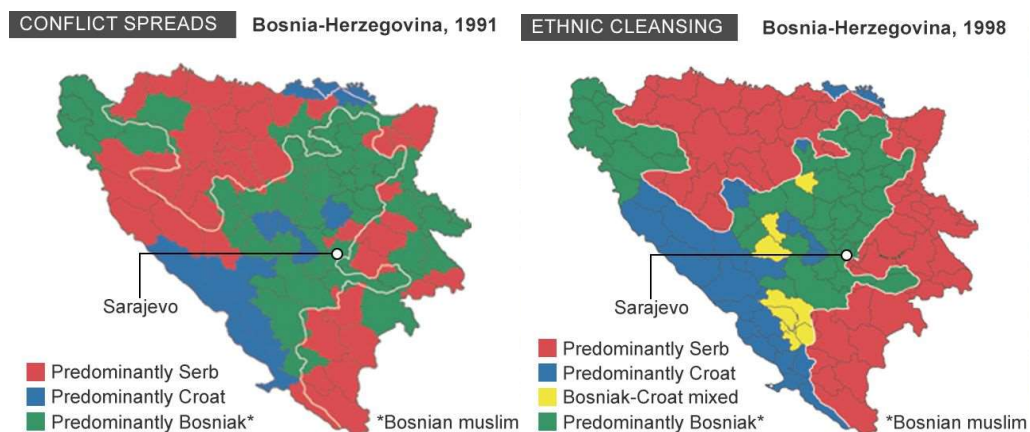 CONFLICT SPREADS Bosnia-Herzegovina, 1991
Sarajevo
Predominantly Serb
Predominantly Croat
Predominantly Bosniak* *Bosnian muslim
ETHNIC CLEANSING Bosnia-Herzegovina, 1998
Sarajevo
Predominantly Serb
Predominantly Croat
Bosniak-Croat mixed
Predominantly Bosniak* *Bosnian muslim